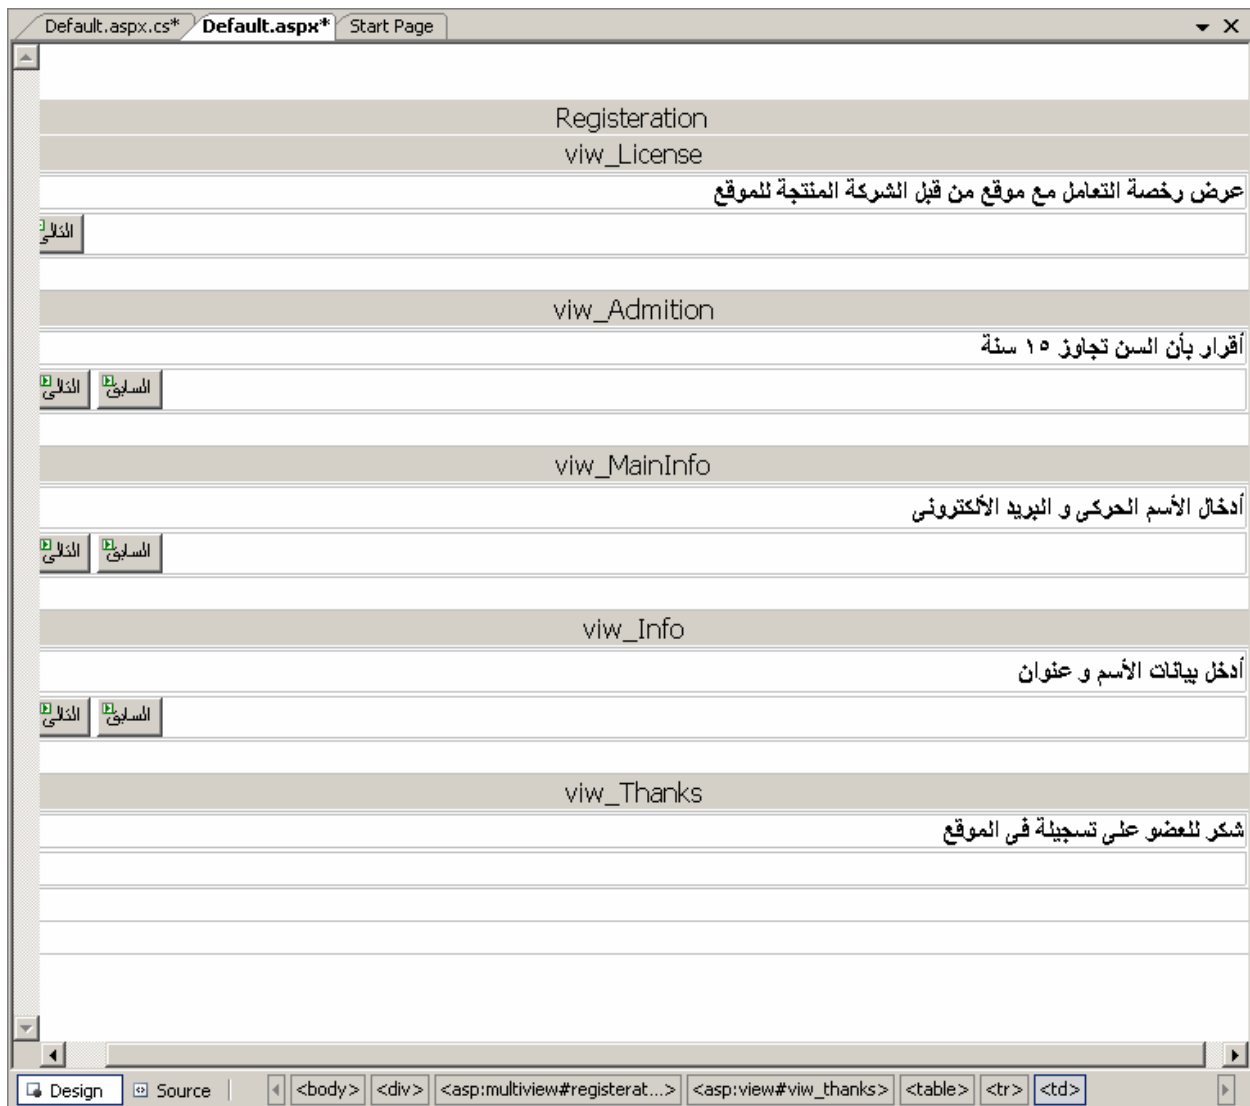 Default.aspx.cs* Default.aspx* Start Page
Registeration
viw_License
عرض رخصة التعامل مع موقع من قبل الشركة المنتجة للموقع
التالى
viw_Admition
أقرار بأن السن تجاوز ١٥ سنة
السابق التالى
viw_MainInfo
أدخال الأسم الحركى و البريد الألكترونى
السابق التالى
viw_Info
أدخل بيانات الأسم و عنوان
السابق التالى
viw_Thanks
شكر للعضو على تسجيلة فى الموقع
Design Source <body> <div> <asp:multiview#registerat...> <asp:view#viw_thanks> <table> <tr> <td>